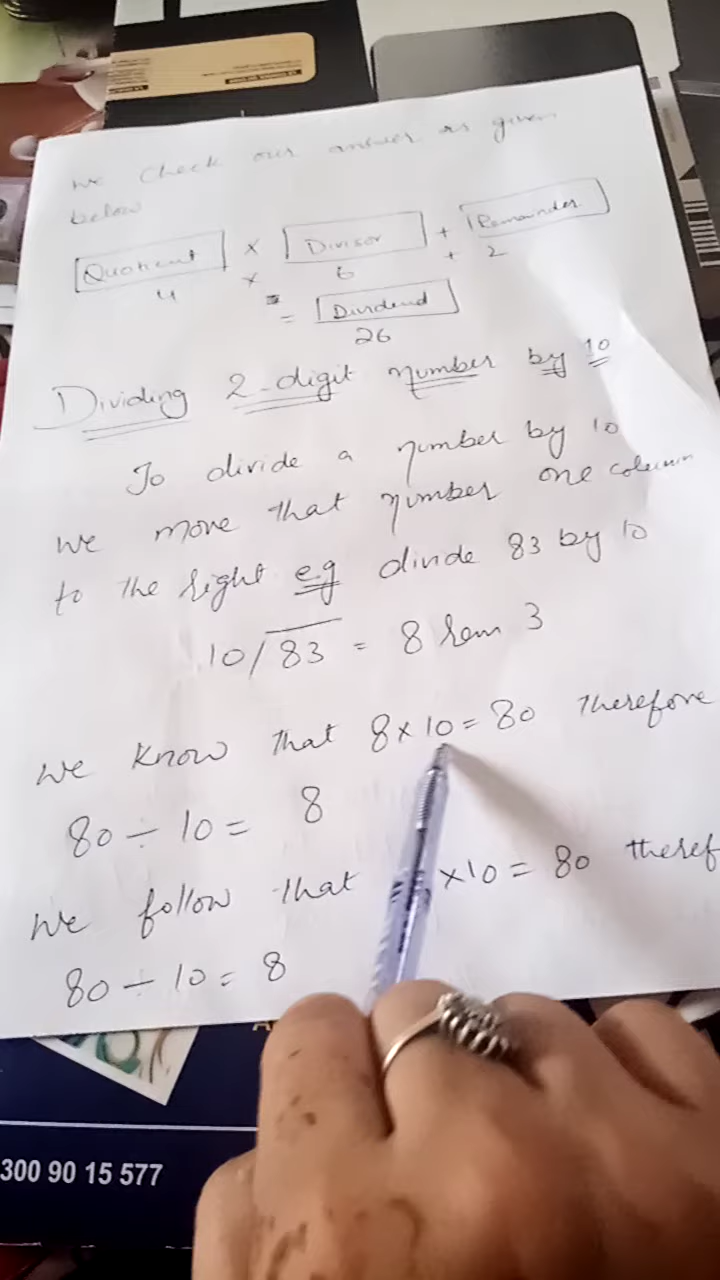 we check our answer as given
below
Quotient × Divisor + Remainder
4 × 6 + 2
= Dividend
26
Dividing 2-digit number by 10
To divide a number by 10
we move that number one column
to the right e.g divide 83 by 10
10/83 = 8 rem 3
we know that 8×10=80 Therefore
80÷10= 8
we follow that ×10=80 theref
80÷10=8
300 90 15 577